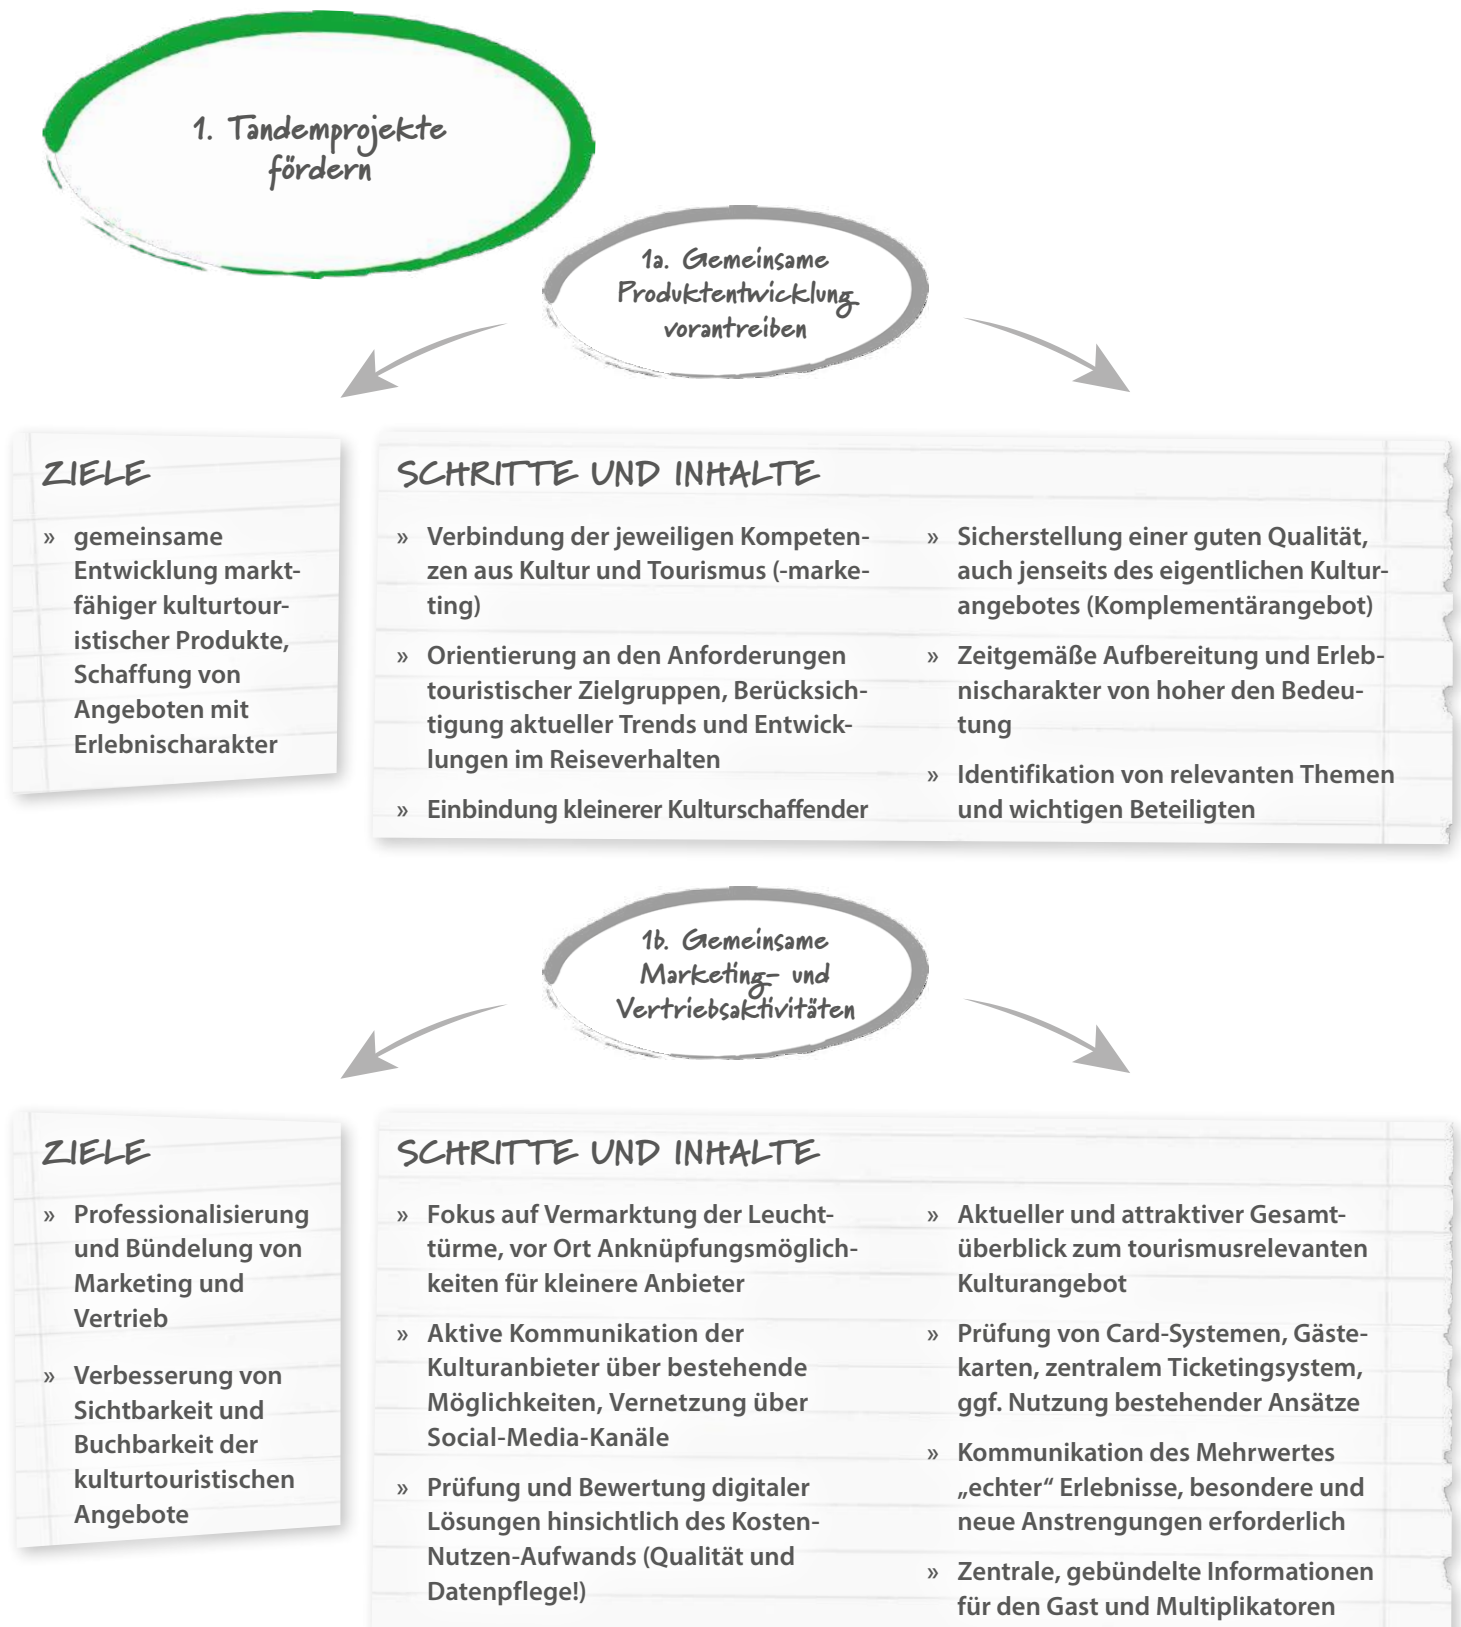 1. Tandemprojekte
fördern
1a. Gemeinsame
Produktentwicklung
vorantreiben
ZIELE
» gemeinsame
Entwicklung markt-
fähiger kulturtour-
istischer Produkte,
Schaffung von
Angeboten mit
Erlebnischarakter
SCHRITTE UND INHALTE
» Verbindung der jeweiligen Kompeten-
zen aus Kultur und Tourismus (-marke-
ting)
» Orientierung an den Anforderungen
touristischer Zielgruppen, Berücksich-
tigung aktueller Trends und Entwick-
lungen im Reiseverhalten
» Einbindung kleinerer Kulturschaffender
» Sicherstellung einer guten Qualität,
auch jenseits des eigentlichen Kultur-
angebotes (Komplementärangebot)
» Zeitgemäße Aufbereitung und Erleb-
nischarakter von hoher den Bedeu-
tung
» Identifikation von relevanten Themen
und wichtigen Beteiligten
1b. Gemeinsame
Marketing- und
Vertriebsaktivitäten
ZIELE
» Professionalisierung
und Bündelung von
Marketing und
Vertrieb
» Verbesserung von
Sichtbarkeit und
Buchbarkeit der
kulturtouristischen
Angebote
SCHRITTE UND INHALTE
» Fokus auf Vermarktung der Leucht-
türme, vor Ort Anknüpfungsmöglich-
keiten für kleinere Anbieter
» Aktive Kommunikation der
Kulturanbieter über bestehende
Möglichkeiten, Vernetzung über
Social-Media-Kanäle
» Prüfung und Bewertung digitaler
Lösungen hinsichtlich des Kosten-
Nutzen-Aufwands (Qualität und
Datenpflege!)
» Aktueller und attraktiver Gesamt-
überblick zum tourismusrelevanten
Kulturangebot
» Prüfung von Card-Systemen, Gäste-
karten, zentralem Ticketingsystem,
ggf. Nutzung bestehender Ansätze
» Kommunikation des Mehrwertes
„echter“ Erlebnisse, besondere und
neue Anstrengungen erforderlich
» Zentrale, gebündelte Informationen
für den Gast und Multiplikatoren